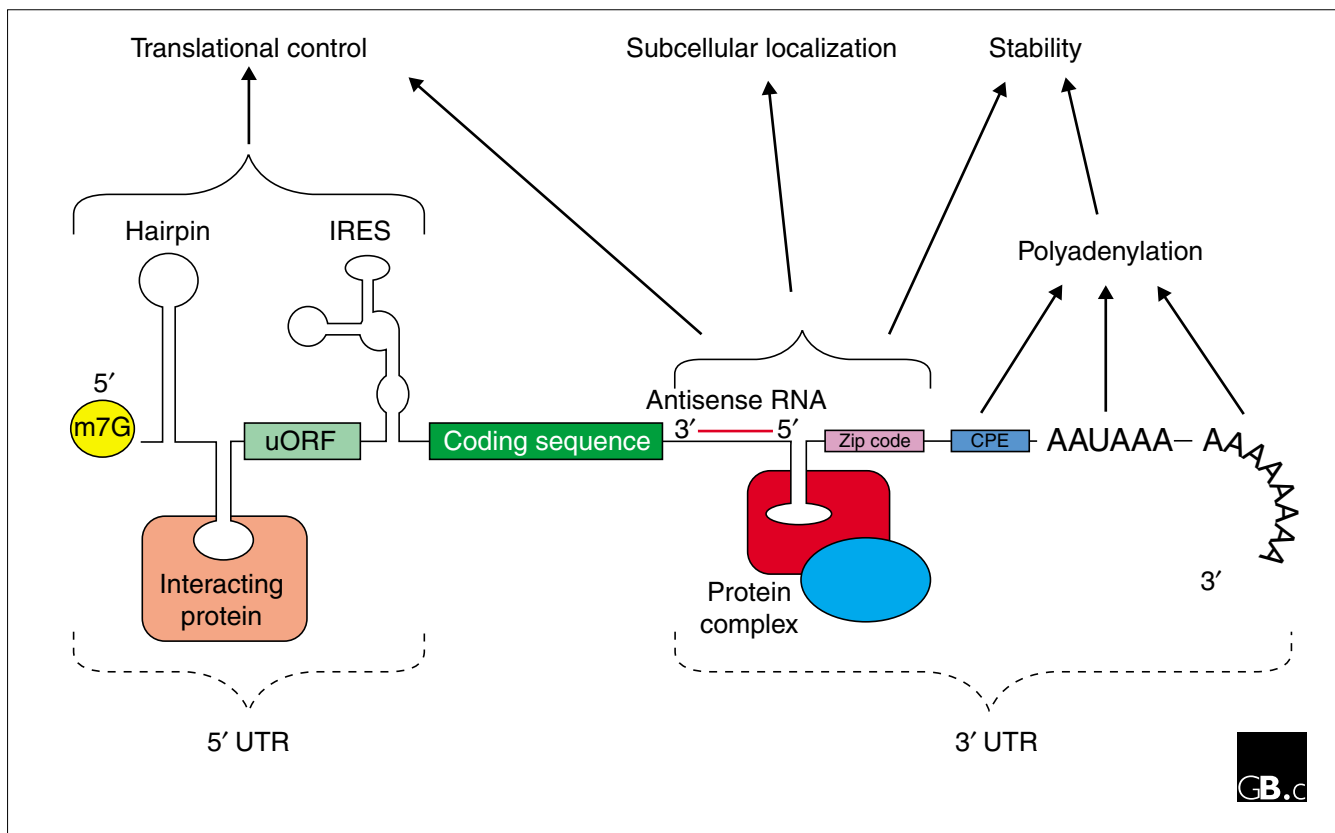 Translational control
Subcellular localization
Stability
Hairpin
IRES
Polyadenylation
5′
m7G
uORF
Coding sequence
Antisense RNA
3′
5′
Zip code
CPE
AAUAAA
AAAAAAAA
3′
Interacting
protein
Protein
complex
5′ UTR
3′ UTR
GB.c